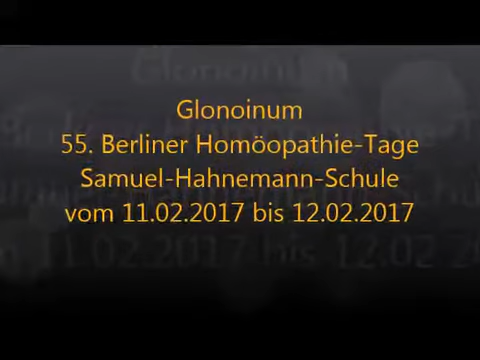 Glonoinum
55. Berliner Homöopathie-Tage
Samuel-Hahnemann-Schule
vom 11.02.2017 bis 12.02.2017